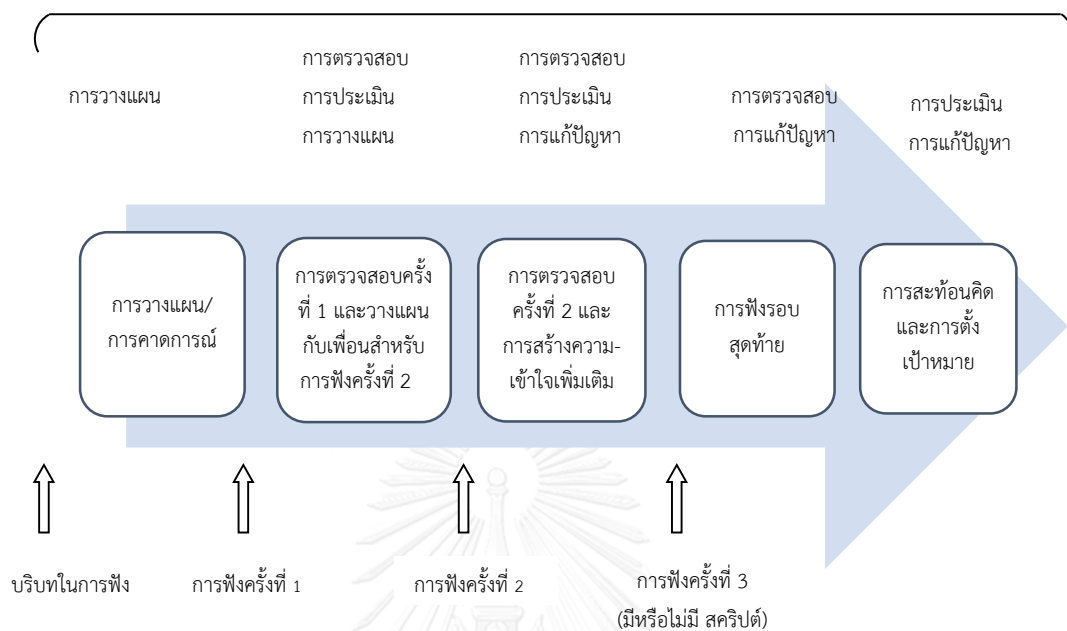 การวางแผน
การตรวจสอบ
การประเมิน
การวางแผน
การตรวจสอบ
การประเมิน
การแก้ปัญหา
การตรวจสอบ
การแก้ปัญหา
การประเมิน
การแก้ปัญหา
การวางแผน/
การคาดการณ์
การตรวจสอบครั้ง
ที่ 1 และวางแผน
กับเพื่อนสำหรับ
การฟังครั้งที่ 2
การตรวจสอบ
ครั้งที่ 2 และ
การสร้างความ-
เข้าใจเพิ่มเติม
การฟังรอบ
สุดท้าย
การสะท้อนคิด
และการตั้ง
เป้าหมาย
บริบทในการฟัง
การฟังครั้งที่ 1
การฟังครั้งที่ 2
การฟังครั้งที่ 3
(มีหรือไม่มี สคริปต์)